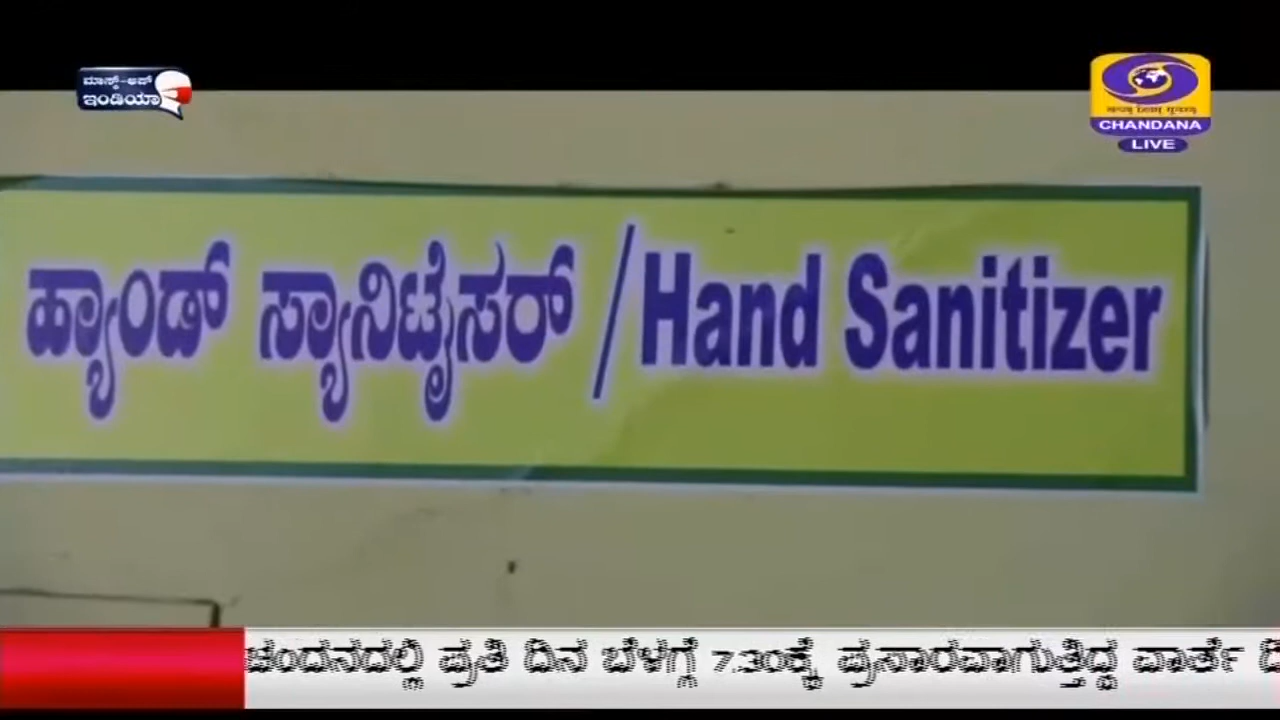 ಮಾಸ್ಕ್-ಅಪ್
ಇಂಡಿಯಾ
CHANDANA
LIVE
ಹ್ಯಾಂಡ್ ಸ್ಯಾನಿಟೈಸರ್ /Hand Sanitizer
ಚಂದನದಲ್ಲಿ ಪ್ರತಿ ದಿನ ಬೆಳಗ್ಗೆ 7.30ಕ್ಕೆ ಪ್ರಸಾರವಾಗುತ್ತಿದ್ದ ವಾರ್ತೆ